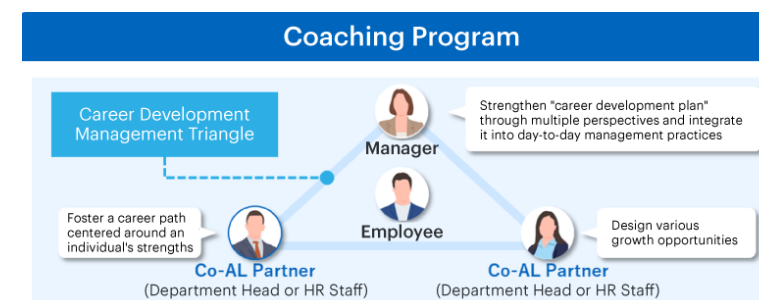 Coaching Program
Career Development
Management Triangle
Manager
Strengthen "career development plan"
through multiple perspectives and integrate
it into day-to-day management practices
Employee
Foster a career path
centered around an
individual's strengths
Design various
growth opportunities
Co-AL Partner
(Department Head or HR Staff)
Co-AL Partner
(Department Head or HR Staff)